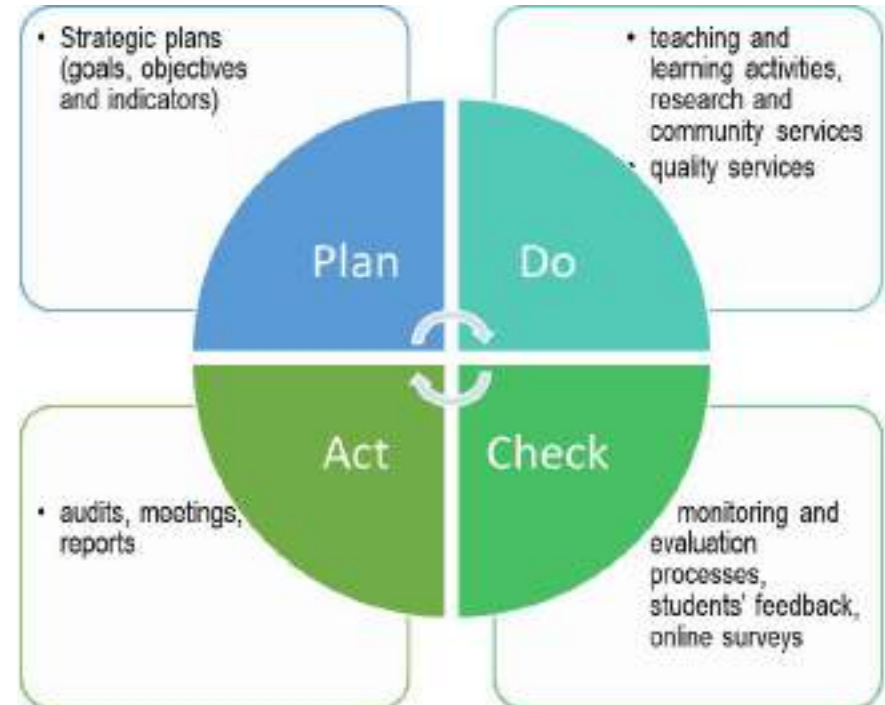 • Strategic plans
(goals, objectives
and indicators)
• teaching and
learning activities,
research and
community services
• quality services
Plan
Do
Act
Check
• audits, meetings,
reports
monitoring and
evaluation
processes,
students' feedback,
online surveys